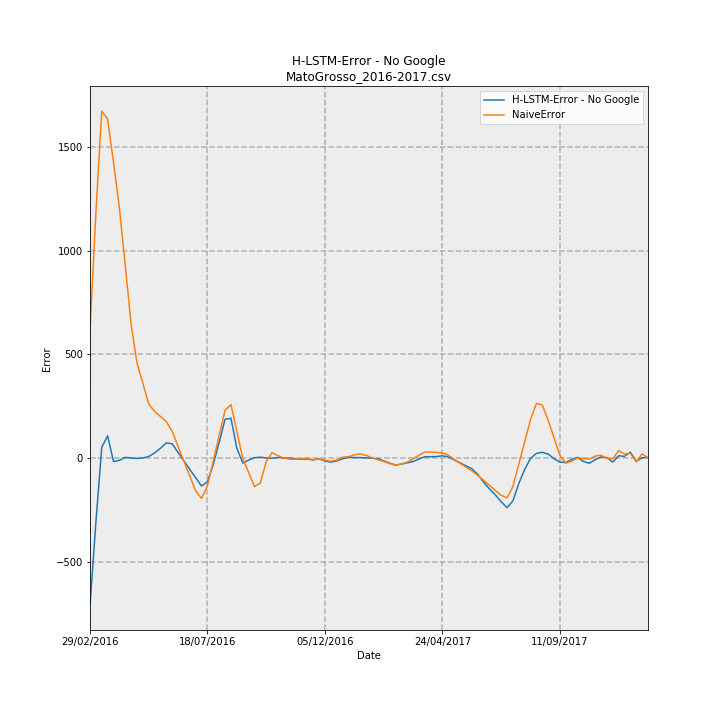 H-LSTM-Error - No Google
MatoGrosso_2016-2017.csv
H-LSTM-Error - No Google
NaiveError
1500
1000
500
0
−500
Error
29/02/2016 18/07/2016 05/12/2016 24/04/2017 11/09/2017
Date